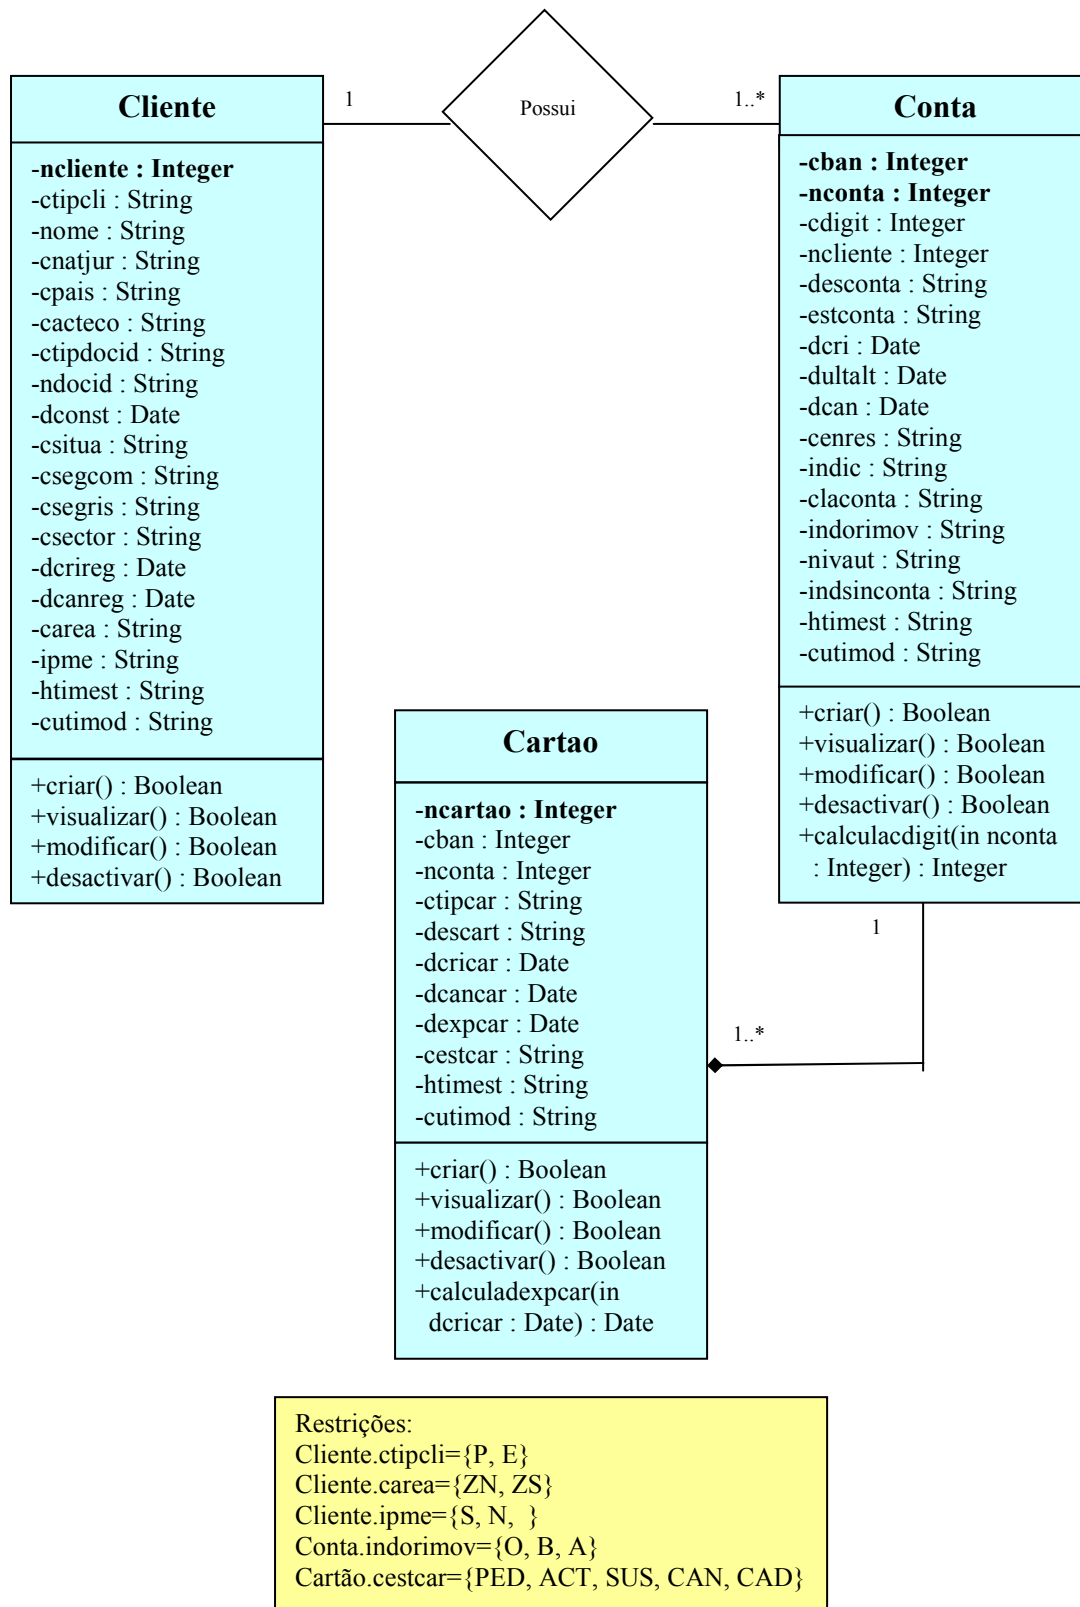 Possui
1
1..*
Cliente
-ncliente : Integer
-ctipcli : String
-nome : String
-cnatjur : String
-cpais : String
-cacteco : String
-ctipdocid : String
-ndocid : String
-dconst : Date
-csitua : String
-csegcom : String
-csegris : String
-csector : String
-dcrireg : Date
-dcanreg : Date
-carea : String
-ipme : String
-htimest : String
-cutimod : String
+criar() : Boolean
+visualizar() : Boolean
+modificar() : Boolean
+desactivar() : Boolean
Conta
-cban : Integer
-nconta : Integer
-cdigit : Integer
-ncliente : Integer
-desconta : String
-estconta : String
-dcri : Date
-dultalt : Date
-dcan : Date
-cenres : String
-indic : String
-claconta : String
-indorimov : String
-nivaut : String
-indsinconta : String
-htimest : String
-cutimod : String
+criar() : Boolean
+visualizar() : Boolean
+modificar() : Boolean
+desactivar() : Boolean
+calculacdigit(in nconta
: Integer) : Integer
1
1..*
Cartao
-ncartao : Integer
-cban : Integer
-nconta : Integer
-ctipcar : String
-descart : String
-dcricar : Date
-dcancar : Date
-dexpcar : Date
-cestcar : String
-htimest : String
-cutimod : String
+criar() : Boolean
+visualizar() : Boolean
+modificar() : Boolean
+desactivar() : Boolean
+calculadexpcar(in
dcricar : Date) : Date
Restrições:
Cliente.ctipcli={P, E}
Cliente.carea={ZN, ZS}
Cliente.ipme={S, N,  }
Conta.indorimov={O, B, A}
Cartão.cestcar={PED, ACT, SUS, CAN, CAD}